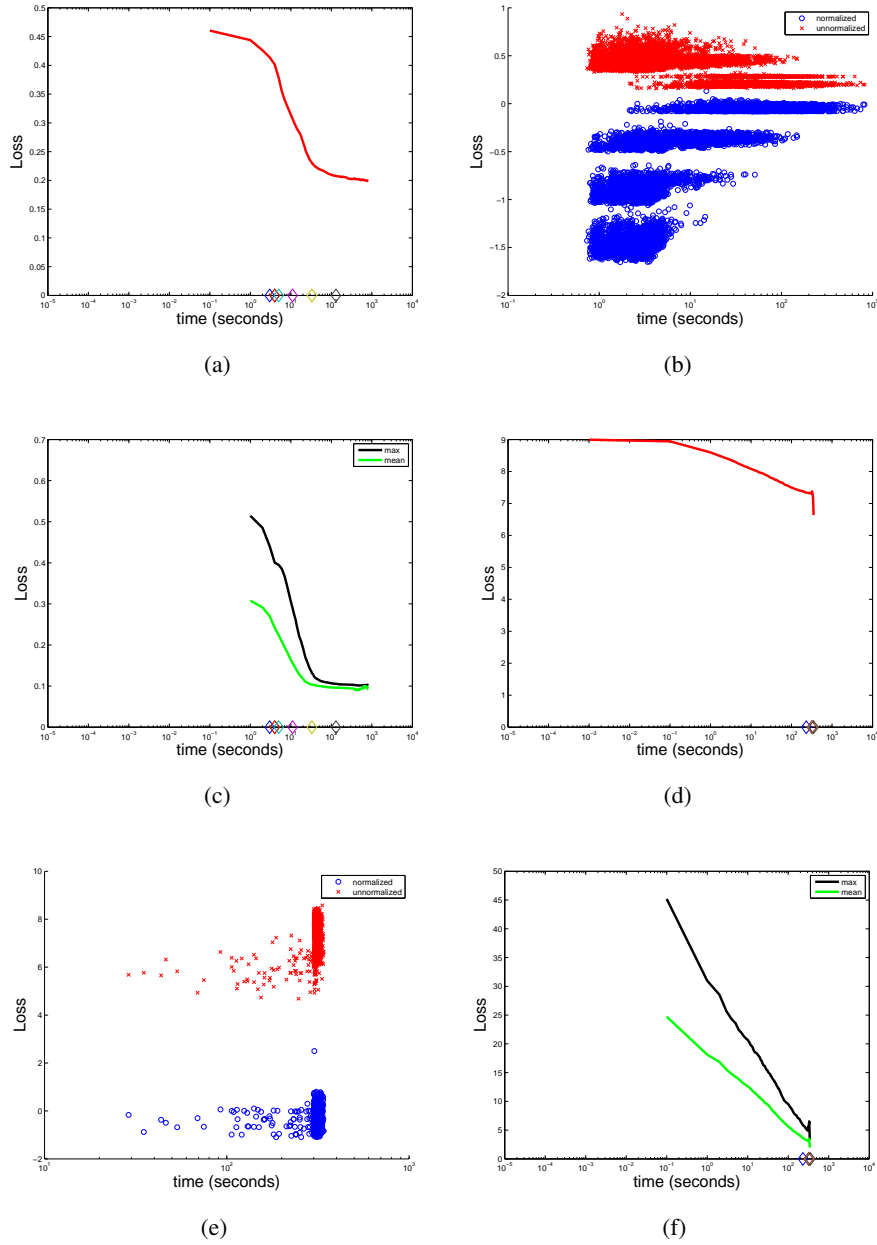 0.5
0.45
0.4
0.35
0.3
0.25
0.2
0.15
0.1
0.05
0
Loss
10^-5 10^-4 10^-3 10^-2 10^-1 10^0 10^1 10^2 10^3 10^4
time (seconds)
(a)
normalized
unnormalized
1
0.5
0
−0.5
−1
−1.5
−2
Loss
10^-1 10^0 10^1 10^2 10^3
time (seconds)
(b)
max
mean
0.7
0.6
0.5
0.4
0.3
0.2
0.1
0
Loss
10^-5 10^-4 10^-3 10^-2 10^-1 10^0 10^1 10^2 10^3 10^4
time (seconds)
(c)
9
8
7
6
5
4
3
2
1
0
Loss
10^-5 10^-4 10^-3 10^-2 10^-1 10^0 10^1 10^2 10^3 10^4
time (seconds)
(d)
normalized
unnormalized
10
8
6
4
2
0
−2
Loss
10^1 10^2 10^3
time (seconds)
(e)
max
mean
50
45
40
35
30
25
20
15
10
5
0
Loss
10^-5 10^-4 10^-3 10^-2 10^-1 10^0 10^1 10^2 10^3 10^4
time (seconds)
(f)